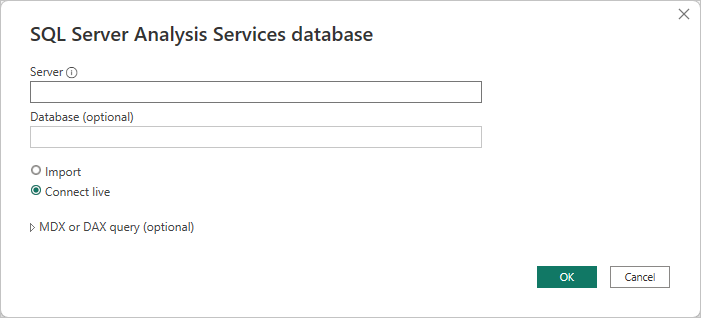 SQL Server Analysis Services database
Server
Database (optional)
Import
Connect live
MDX or DAX query (optional)
OK Cancel